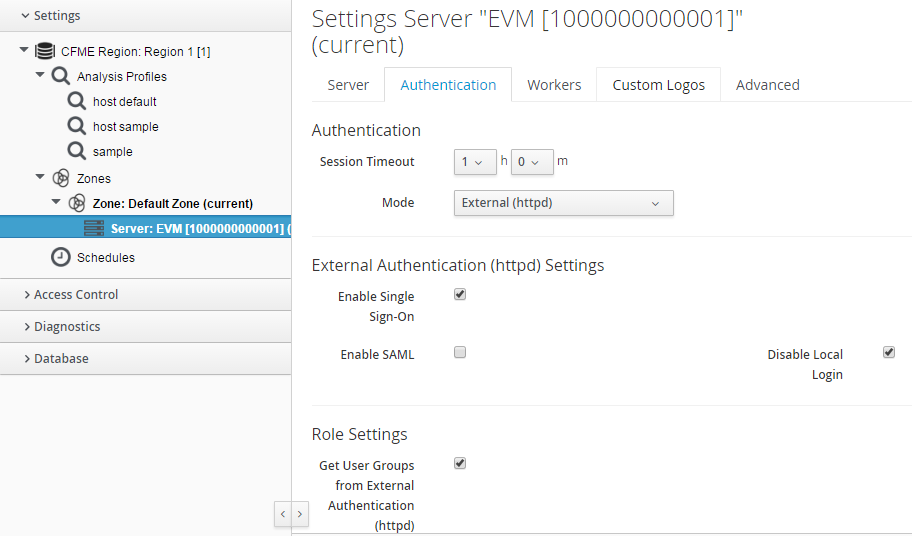 Settings
CFME Region: Region 1 [1]
Analysis Profiles
host default
host sample
sample
Zones
Zone: Default Zone (current)
Server: EVM [1000000000001] (
Schedules
Access Control
Diagnostics
Database
Settings Server "EVM [1000000000001]"
(current)
Server Authentication Workers Custom Logos Advanced
Authentication
Session Timeout 1 h 0 m
Mode External (httpd)
External Authentication (httpd) Settings
Enable Single
Sign-On
Enable SAML Disable Local
Login
Role Settings
Get User Groups
from External
Authentication
(httpd)